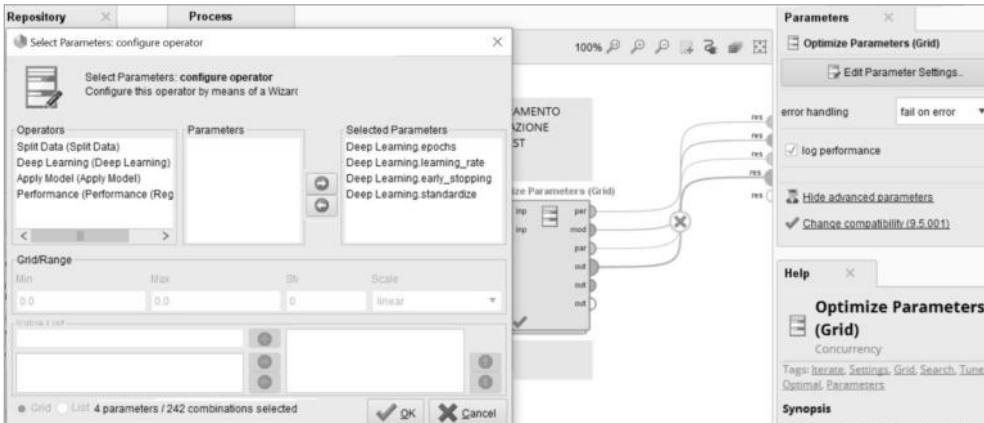 Repository
Process
Parameters
Select Parameters: configure operator
100%
Optimize Parameters (Grid)
Select Parameters: configure operator
Configure this operator by means of a Wizard
Edit Parameter Settings..
Operators
Parameters
Selected Parameters
Split Data (Split Data)
Deep Learning (Deep Learning)
Apply Model (Apply Model)
Performance (Performance (Reg
Deep Learning.epochs
Deep Learning.learning_rate
Deep Learning.early_stopping
Deep Learning.standardize
AMENTO
AZIONE
ST
res
res
res
res
res
error handling
fail on error
log performance
ze Parameters (Grid)
inp
inp
per
mod
par
out
out
out
Hide advanced parameters
Change compatibility (9.5.001)
Grid/Range
Min
Max
Scale
0.0
0.0
0
linear
Value List
Help
Optimize Parameters
(Grid)
Concurrency
Tags: Iterate, Settings, Grid, Search, Tune
Optimal, Parameters
Synopsis
Grid
List
4 parameters / 242 combinations selected
OK
Cancel